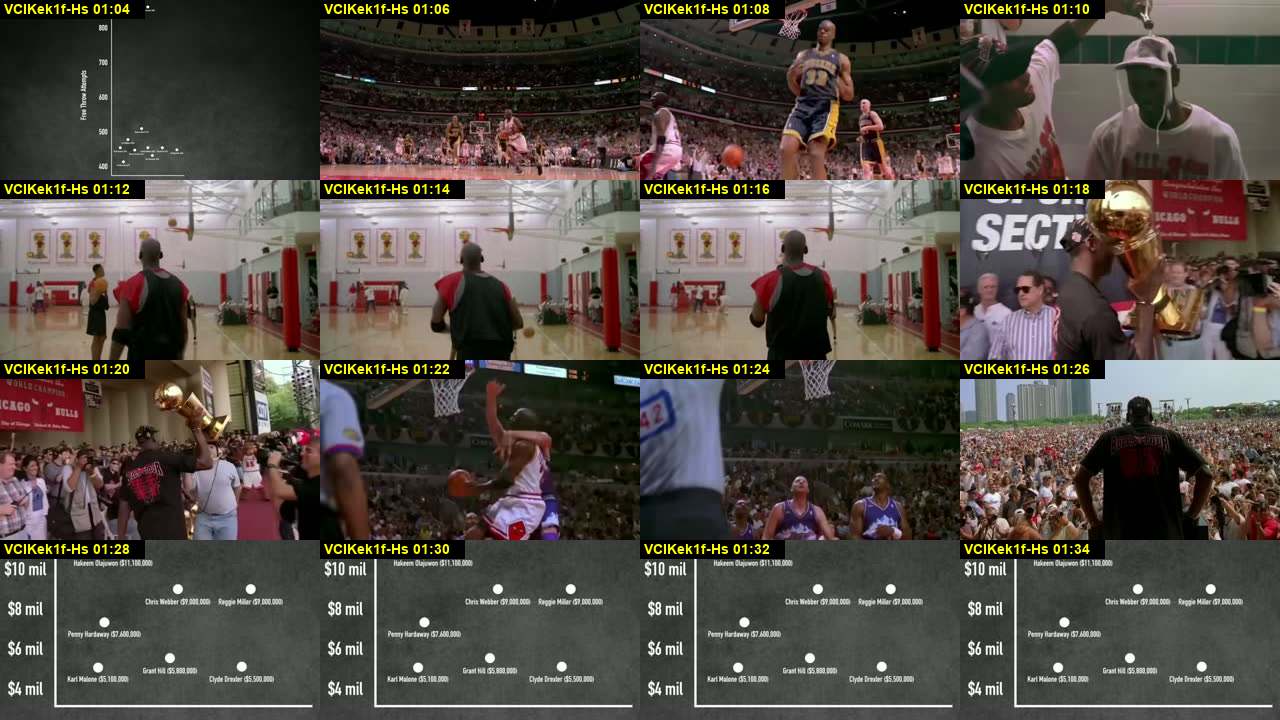 VCIKek1f-Hs 01:04
800
700
600
500
400
Free Throw Attempts
VCIKek1f-Hs 01:06
VCIKek1f-Hs 01:08
VCIKek1f-Hs 01:10
VCIKek1f-Hs 01:12
VCIKek1f-Hs 01:14
VCIKek1f-Hs 01:16
VCIKek1f-Hs 01:18
SECTI
WORLD CHAMPION
CHICAGO BULLS
VCIKek1f-Hs 01:20
WORLD CHAMPION
CAGO BULLS
VCIKek1f-Hs 01:22
VCIKek1f-Hs 01:24
42
VCIKek1f-Hs 01:26
VCIKek1f-Hs 01:28
Hakeem Olajuwon ($11,100,000)
$10 mil
Chris Webber ($9,000,000)
Reggie Miller ($9,000,000)
$8 mil
Penny Hardaway ($7,600,000)
$6 mil
Grant Hill ($5,800,000)
Karl Malone ($5,100,000)
Clyde Drexler ($5,500,000)
$4 mil
VCIKek1f-Hs 01:30
Hakeem Olajuwon ($11,100,000)
$10 mil
Chris Webber ($9,000,000)
Reggie Miller ($9,000,000)
$8 mil
Penny Hardaway ($7,600,000)
$6 mil
Grant Hill ($5,800,000)
Karl Malone ($5,100,000)
Clyde Drexler ($5,500,000)
$4 mil
VCIKek1f-Hs 01:32
Hakeem Olajuwon ($11,100,000)
$10 mil
Chris Webber ($9,000,000)
Reggie Miller ($9,000,000)
$8 mil
Penny Hardaway ($7,600,000)
$6 mil
Grant Hill ($5,800,000)
Karl Malone ($5,100,000)
Clyde Drexler ($5,500,000)
$4 mil
VCIKek1f-Hs 01:34
Hakeem Olajuwon ($11,100,000)
$10 mil
Chris Webber ($9,000,000)
Reggie Miller ($9,000,000)
$8 mil
Penny Hardaway ($7,600,000)
$6 mil
Grant Hill ($5,800,000)
Karl Malone ($5,100,000)
Clyde Drexler ($5,500,000)
$4 mil